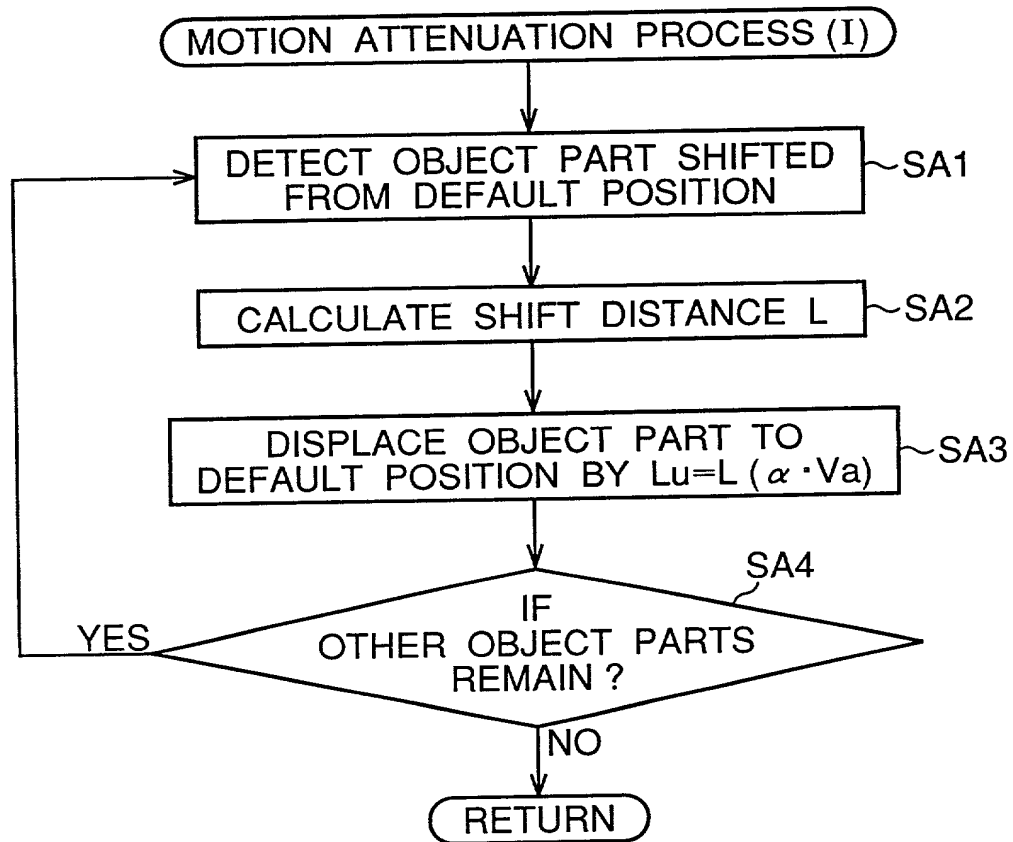 MOTION ATTENUATION PROCESS (I)
DETECT OBJECT PART SHIFTED
FROM DEFAULT POSITION
SA1
CALCULATE SHIFT DISTANCE L
SA2
DISPLACE OBJECT PART TO
DEFAULT POSITION BY Lu=L (α・Va)
SA3
SA4
IF
OTHER OBJECT PARTS
REMAIN ?
YES
NO
RETURN